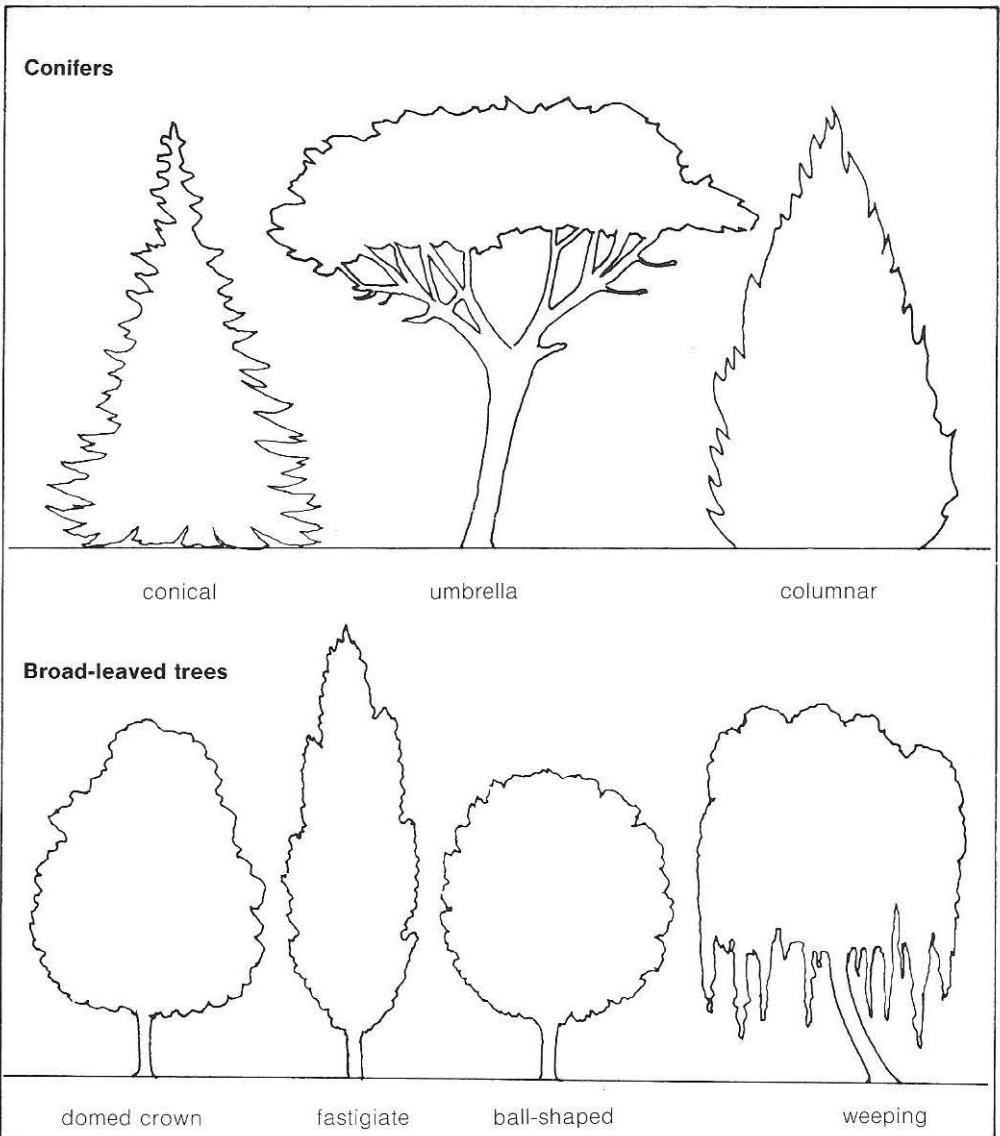 Conifers
conical umbrella columnar
Broad-leaved trees
domed crown fastigiate ball-shaped weeping